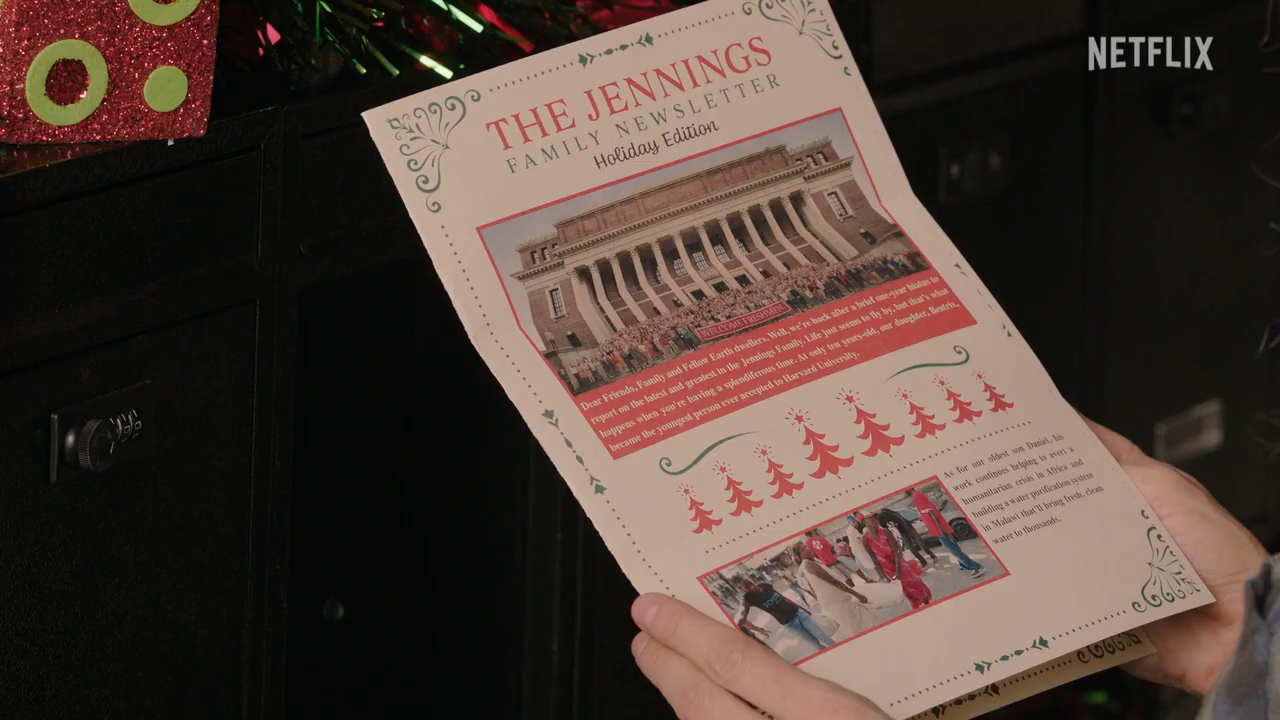 NETFLIX
THE JENNINGS
FAMILY NEWSLETTER
Holiday Edition
WELCOME FRESHMEN
Dear Friends, Family and Fellow Earth dwellers, Well, we're back after a brief one-year hiatus to
report on the latest and greatest in the Jennings Family. Life just seems to fly by, but that's what
happens when you're having a splendiferous time. At only ten years-old, our daughter, Beatrix,
became the youngest person ever accepted to Harvard University.
As for our oldest son Daniel, his
work continues helping to avert a
humanitarian crisis in Africa and
building a water purification system
in Malawi that'll bring fresh, clean
water to thousands.